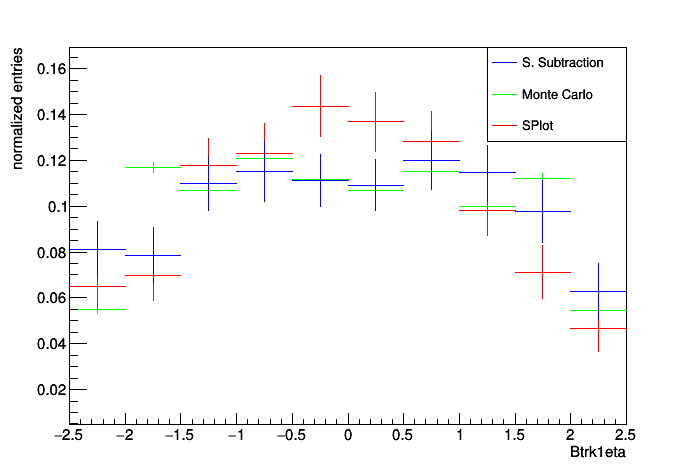 normalized entries
0.16
0.14
0.12
0.1
0.08
0.06
0.04
0.02
S. Subtraction
Monte Carlo
SPlot
−2.5 −2 −1.5 −1 −0.5 0 0.5 1 1.5 2 2.5
Btrk1eta